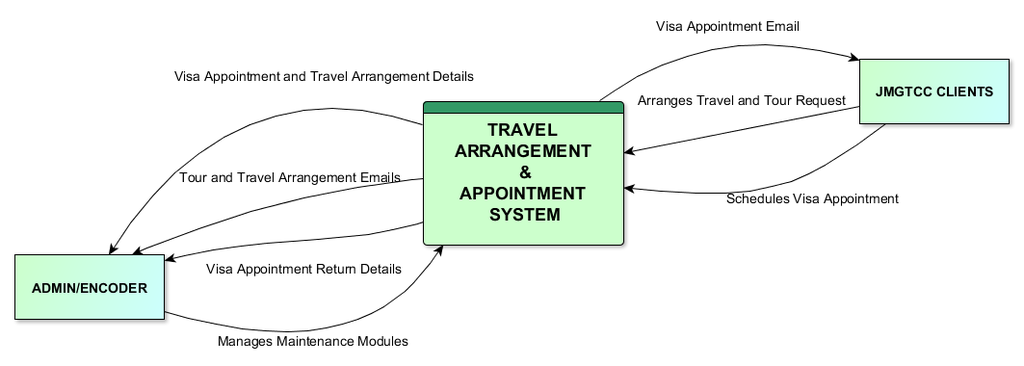 Visa Appointment Email
Visa Appointment and Travel Arrangement Details
JMGTCC CLIENTS
Arranges Travel and Tour Request
TRAVEL
ARRANGEMENT
&
APPOINTMENT
SYSTEM
Tour and Travel Arrangement Emails
Schedules Visa Appointment
Visa Appointment Return Details
ADMIN/ENCODER
Manages Maintenance Modules